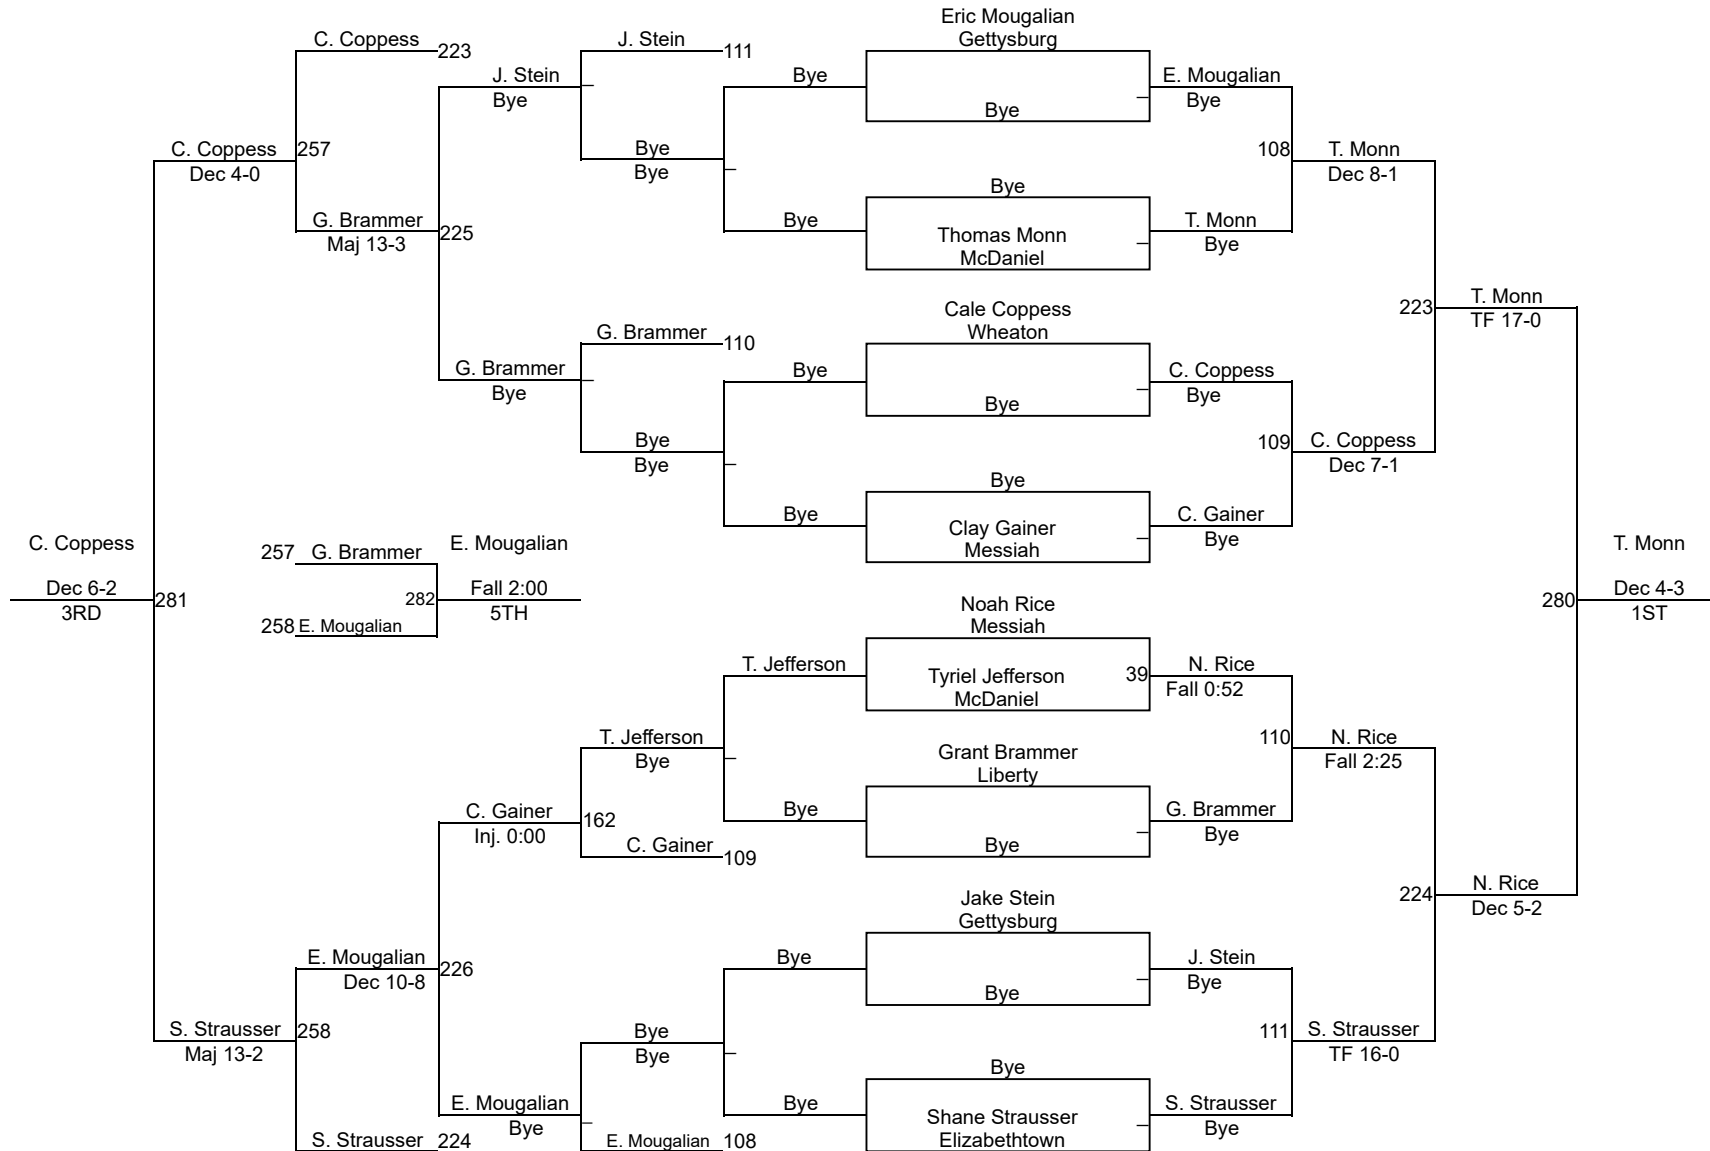 Eric Mougalian
Gettysburg
C. Coppess
223
J. Stein
111
J. Stein
Bye
Bye
Bye
E. Mougalian
Bye
C. Coppess
257
Dec 4-0
Bye
Bye
108
T. Monn
Dec 8-1
Bye
G. Brammer
225
Maj 13-3
Bye
Thomas Monn
McDaniel
T. Monn
Bye
Cale Coppess
Wheaton
223
T. Monn
TF 17-0
G. Brammer
110
G. Brammer
Bye
Bye
Bye
C. Coppess
Bye
Bye
Bye
109
C. Coppess
Dec 7-1
Bye
Bye
Clay Gainer
Messiah
C. Gainer
Bye
C. Coppess
Dec 6-2
281
3RD
257
G. Brammer
E. Mougalian
282
Fall 2:00
5TH
258
E. Mougalian
T. Monn
280
Dec 4-3
1ST
Noah Rice
Messiah
T. Jefferson
Tyriel Jefferson
McDaniel
39
N. Rice
Fall 0:52
T. Jefferson
Bye
Grant Brammer
Liberty
110
N. Rice
Fall 2:25
C. Gainer
162
Inj. 0:00
Bye
Bye
G. Brammer
Bye
C. Gainer
109
Jake Stein
Gettysburg
224
N. Rice
Dec 5-2
E. Mougalian
226
Dec 10-8
Bye
Bye
J. Stein
Bye
S. Strausser
258
Maj 13-2
Bye
Bye
111
S. Strausser
TF 16-0
Bye
E. Mougalian
Bye
Bye
Shane Strausser
Elizabethtown
S. Strausser
Bye
S. Strausser
224
E. Mougalian
108